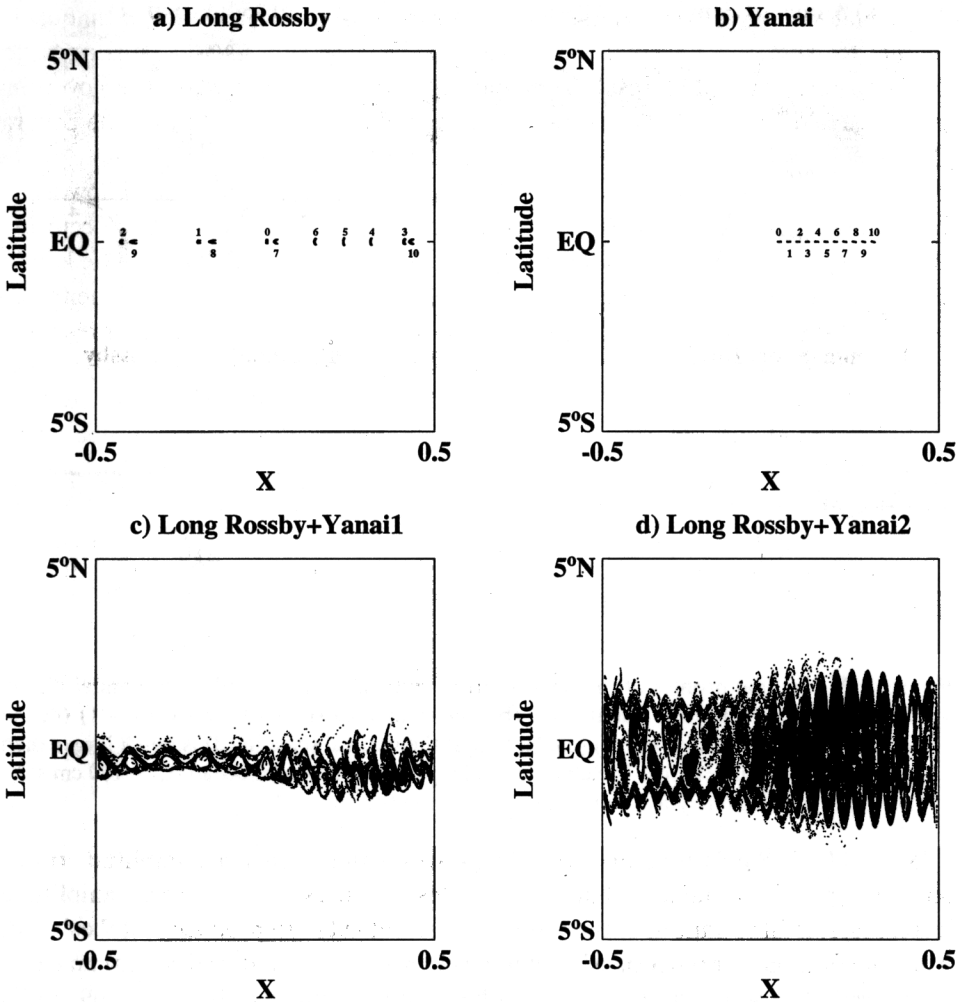 a) Long Rossby
b) Yanai
5°N
EQ
5°S
Latitude
2 1 0 6 5 4 3
9 8 7 10
-0.5 0.5
X
5°N
EQ
5°S
Latitude
0 2 4 6 8 10
1 3 5 7 9
-0.5 0.5
X
c) Long Rossby+Yanai1
d) Long Rossby+Yanai2
5°N
EQ
5°S
Latitude
-0.5 0.5
X
5°N
EQ
5°S
Latitude
-0.5 0.5
X